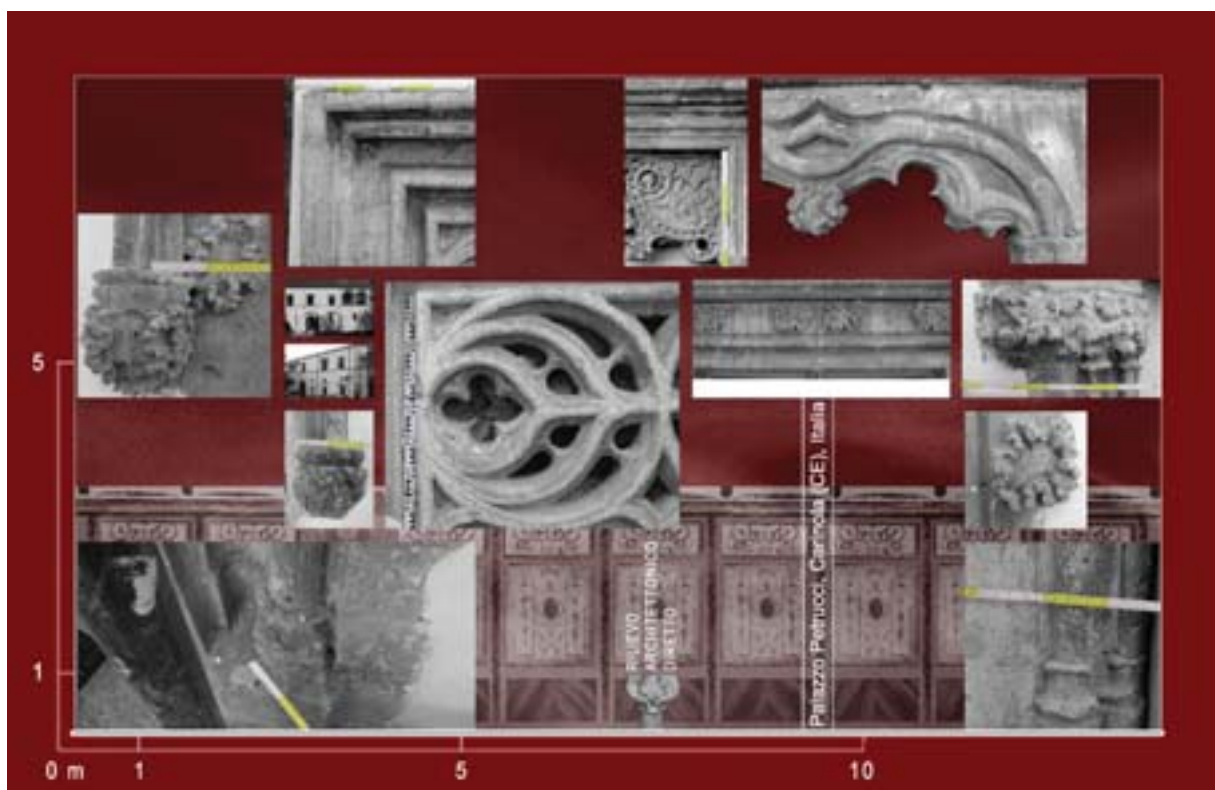 5
1
0 m
1
5
10
RILIEVO
ARCHITETTONICO
DIRETTO
Palazzo Petrucci, Carinola (CE), Italia